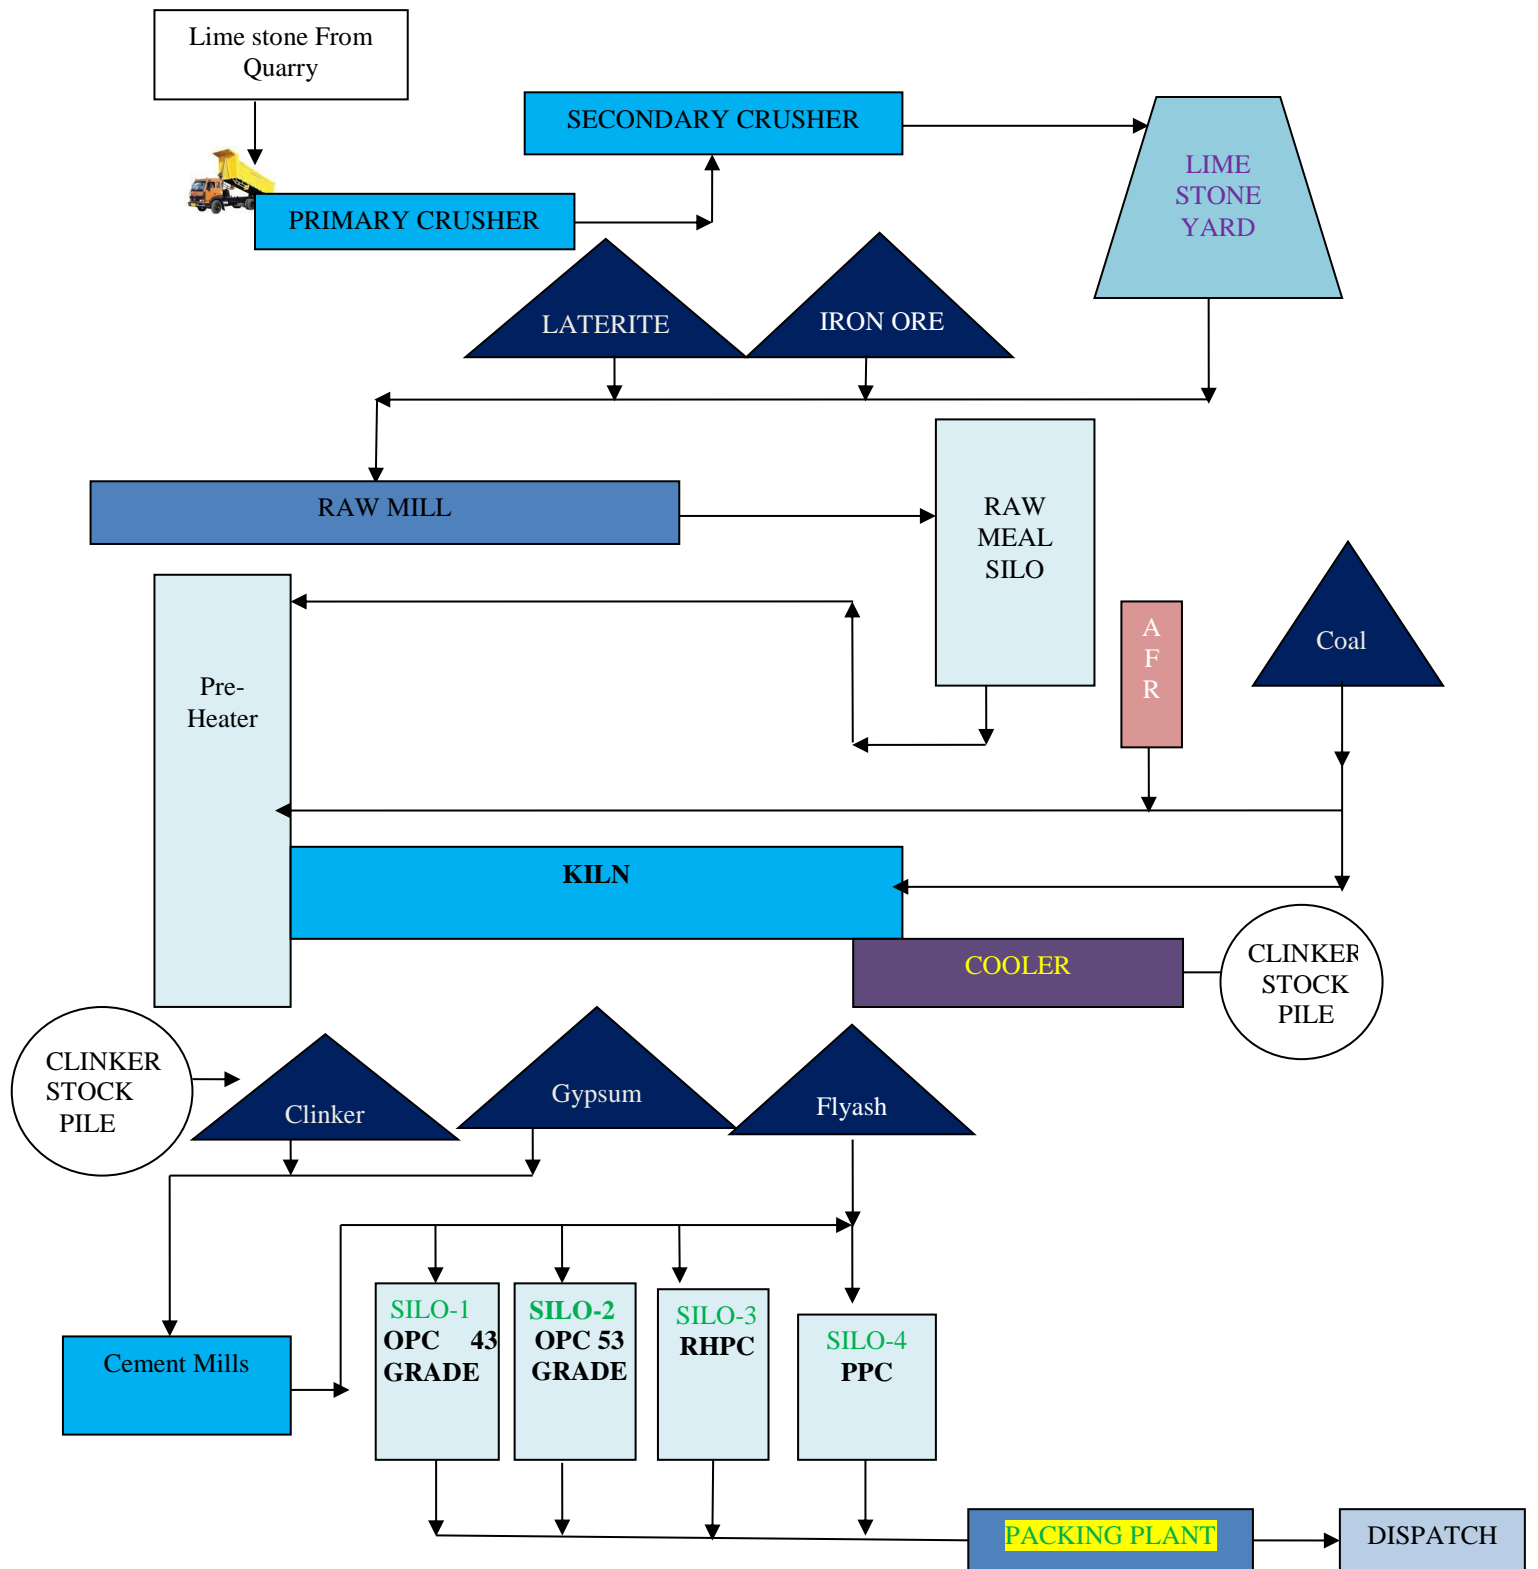 Lime stone From
Quarry
SECONDARY CRUSHER
LIME
STONE
YARD
PRIMARY CRUSHER
LATERITE
IRON ORE
RAW MILL
RAW
MEAL
SILO
A
F
R
Coal
Pre-
Heater
KILN
COOLER
CLINKER
STOCK
PILE
CLINKER
STOCK
PILE
Clinker
Gypsum
Flyash
SILO-1
OPC 43
GRADE
SILO-2
OPC 53
GRADE
SILO-3
RHPC
SILO-4
PPC
Cement Mills
PACKING PLANT
DISPATCH